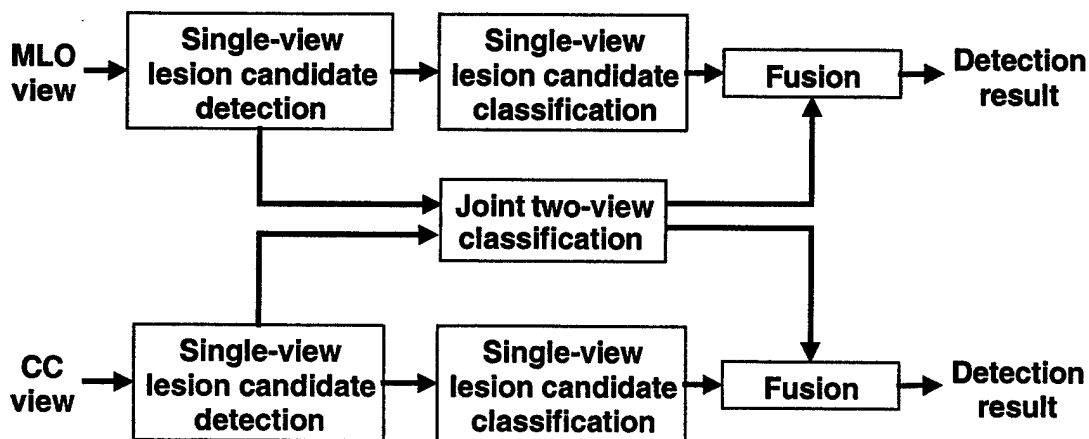 MLO
view
Single-view
lesion candidate
detection
Single-view
lesion candidate
classification
Fusion
Detection
result
Joint two-view
classification
CC
view
Single-view
lesion candidate
detection
Single-view
lesion candidate
classification
Fusion
Detection
result